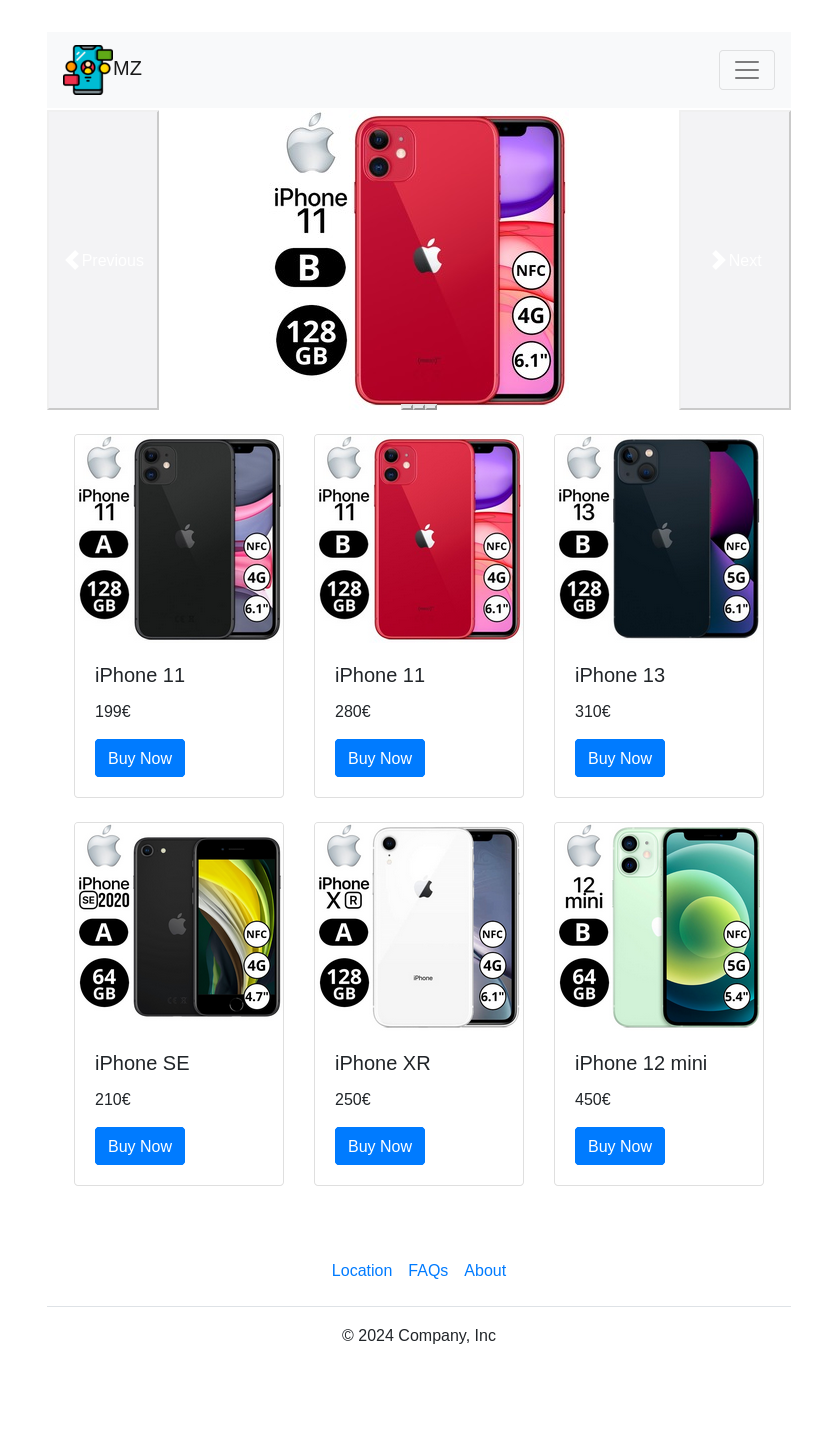 MZ
Previous
iPhone
11
B
128
GB
NFC
4G
6.1"
Next
iPhone
11
A
128
GB
NFC
4G
6.1"
iPhone 11
199€
Buy Now
iPhone
11
B
128
GB
NFC
4G
6.1"
iPhone 11
280€
Buy Now
iPhone
13
B
128
GB
NFC
5G
6.1"
iPhone 13
310€
Buy Now
iPhone
SE 2020
A
64
GB
NFC
4G
4.7"
iPhone SE
210€
Buy Now
iPhone
X R
A
128
GB
iPhone
NFC
4G
6.1"
iPhone XR
250€
Buy Now
12
mini
B
64
GB
NFC
5G
5.4"
iPhone 12 mini
450€
Buy Now
Location FAQs About
© 2024 Company, Inc